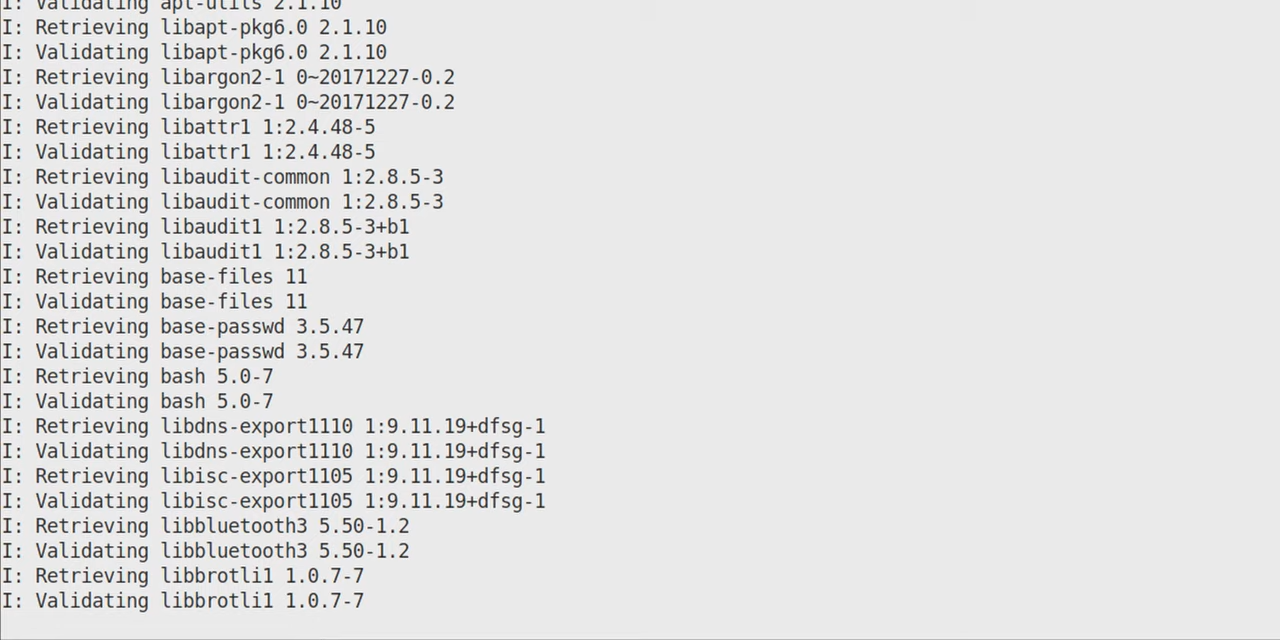 I: Validating apt-utils 2.1.10
I: Retrieving libapt-pkg6.0 2.1.10
I: Validating libapt-pkg6.0 2.1.10
I: Retrieving libargon2-1 0~20171227-0.2
I: Validating libargon2-1 0~20171227-0.2
I: Retrieving libattr1 1:2.4.48-5
I: Validating libattr1 1:2.4.48-5
I: Retrieving libaudit-common 1:2.8.5-3
I: Validating libaudit-common 1:2.8.5-3
I: Retrieving libaudit1 1:2.8.5-3+b1
I: Validating libaudit1 1:2.8.5-3+b1
I: Retrieving base-files 11
I: Validating base-files 11
I: Retrieving base-passwd 3.5.47
I: Validating base-passwd 3.5.47
I: Retrieving bash 5.0-7
I: Validating bash 5.0-7
I: Retrieving libdns-export1110 1:9.11.19+dfsg-1
I: Validating libdns-export1110 1:9.11.19+dfsg-1
I: Retrieving libisc-export1105 1:9.11.19+dfsg-1
I: Validating libisc-export1105 1:9.11.19+dfsg-1
I: Retrieving libbluetooth3 5.50-1.2
I: Validating libbluetooth3 5.50-1.2
I: Retrieving libbrotli1 1.0.7-7
I: Validating libbrotli1 1.0.7-7